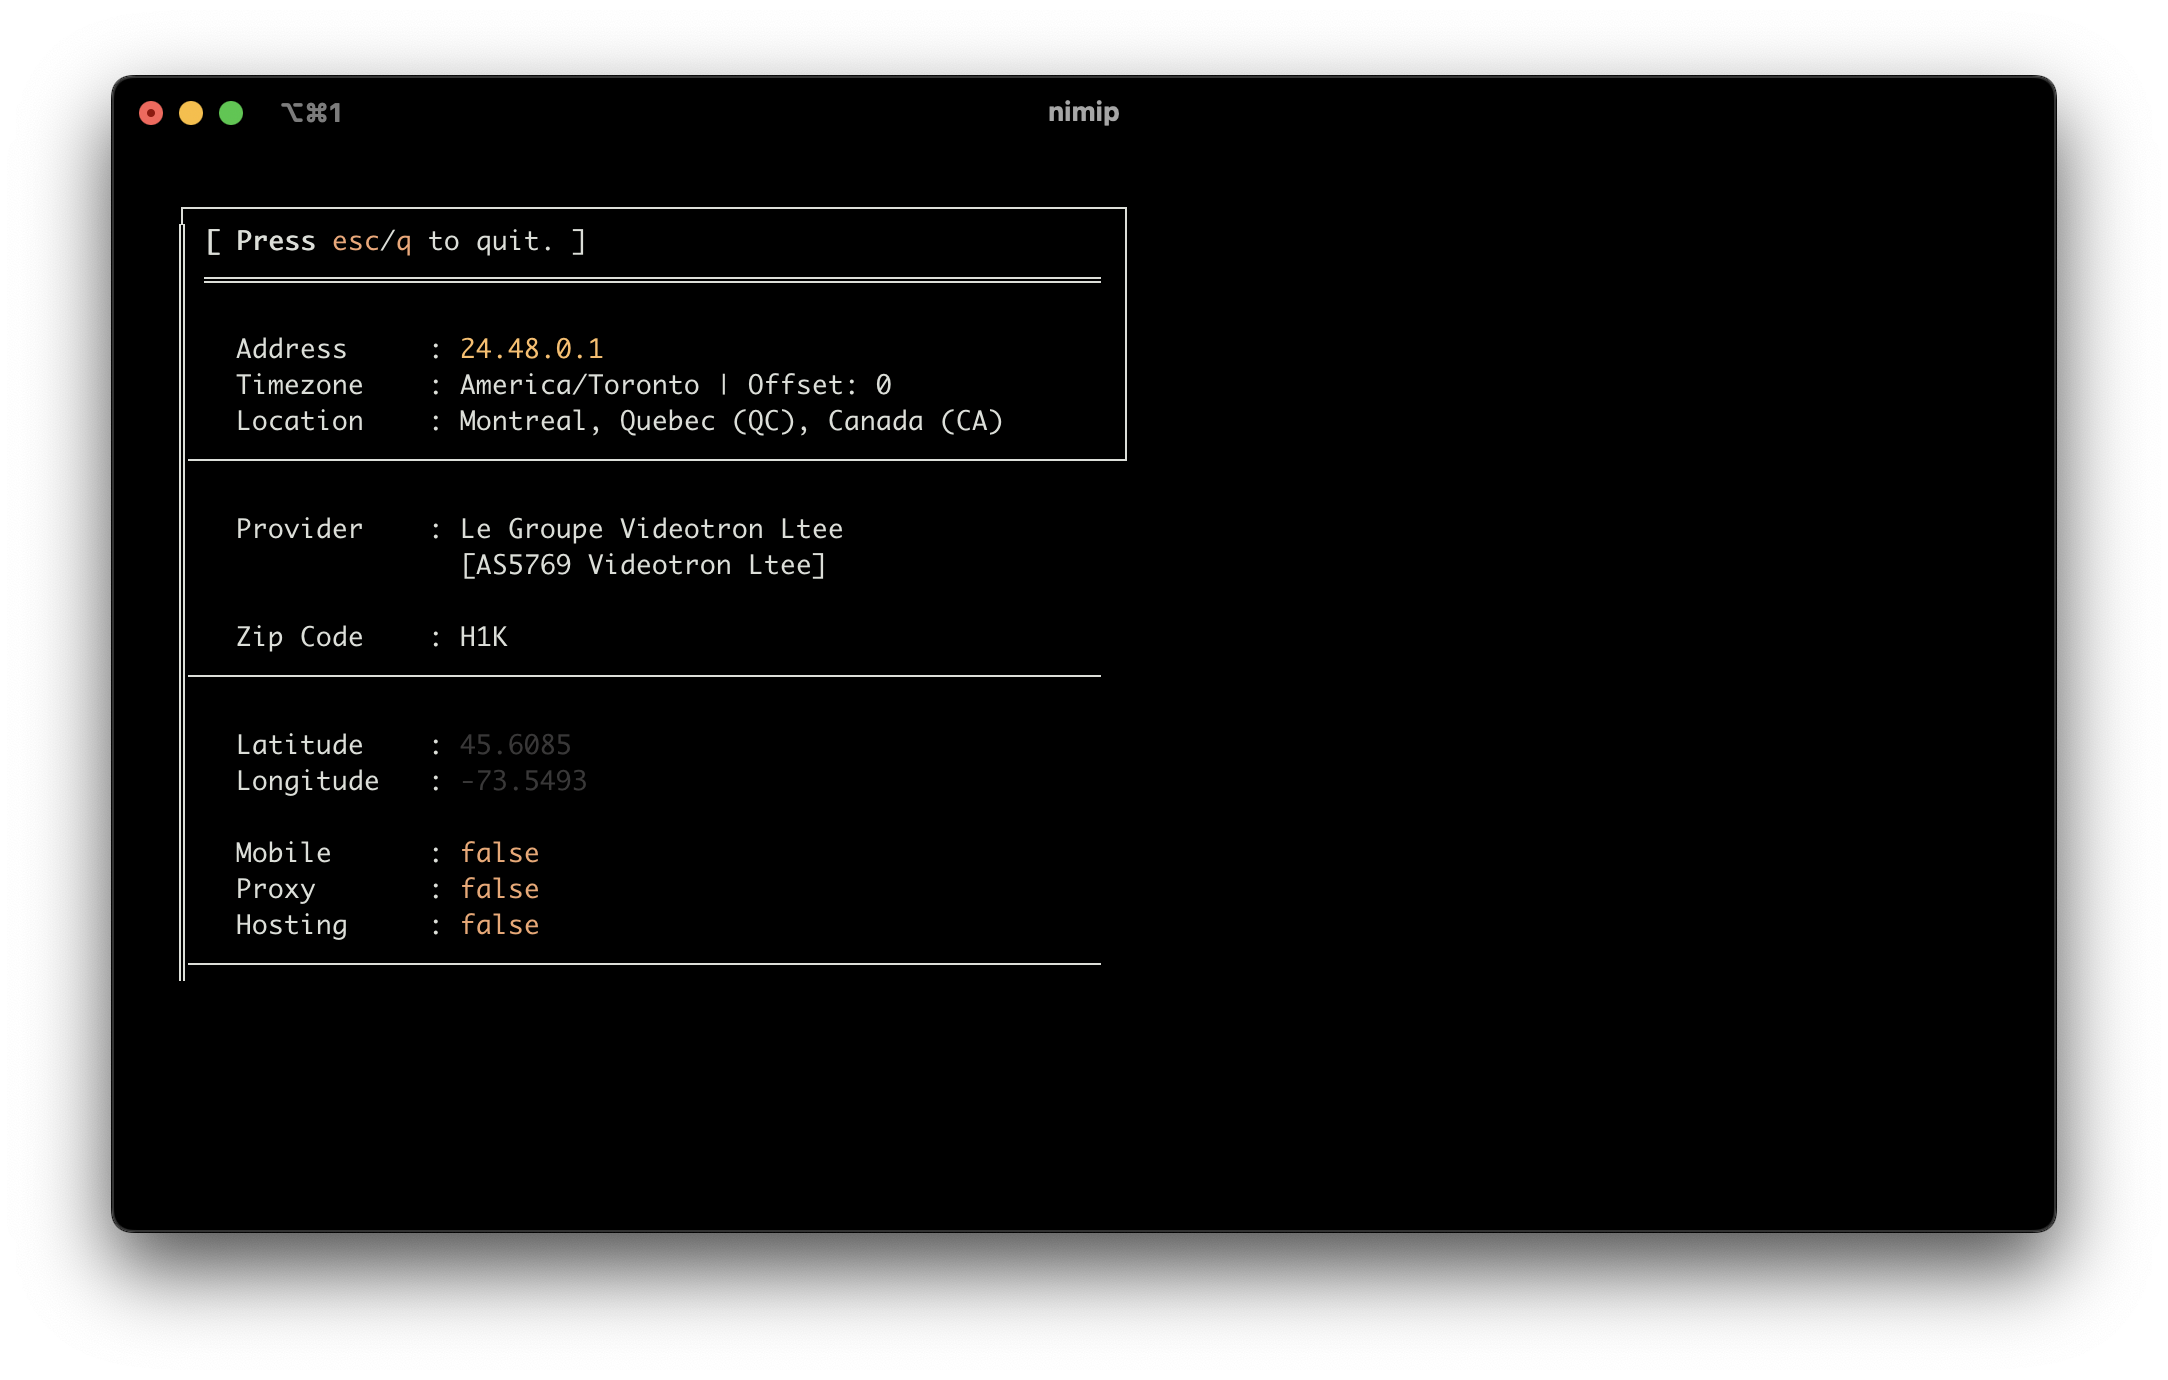 ⌥⌘1
nimip
[ Press esc/q to quit. ]
Address : 24.48.0.1
Timezone : America/Toronto | Offset: 0
Location : Montreal, Quebec (QC), Canada (CA)
Provider : Le Groupe Videotron Ltee
[AS5769 Videotron Ltee]
Zip Code : H1K
Latitude : 45.6085
Longitude : -73.5493
Mobile : false
Proxy : false
Hosting : false